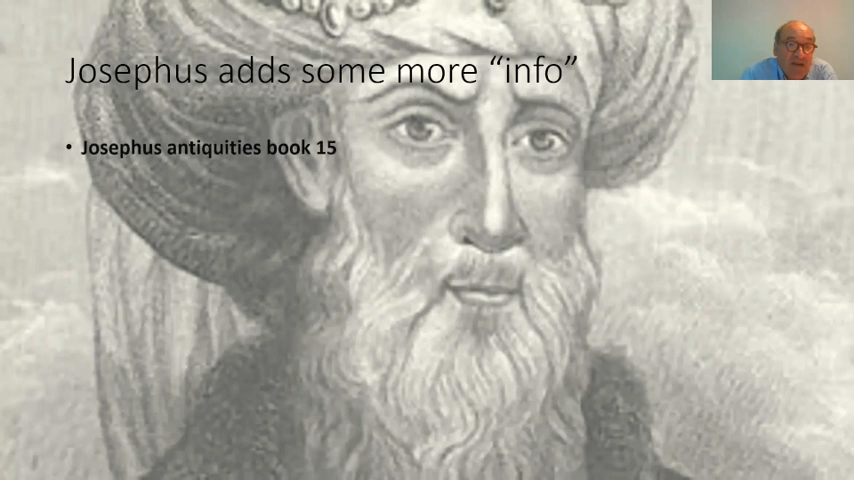 Josephus adds some more “info”
• Josephus antiquities book 15